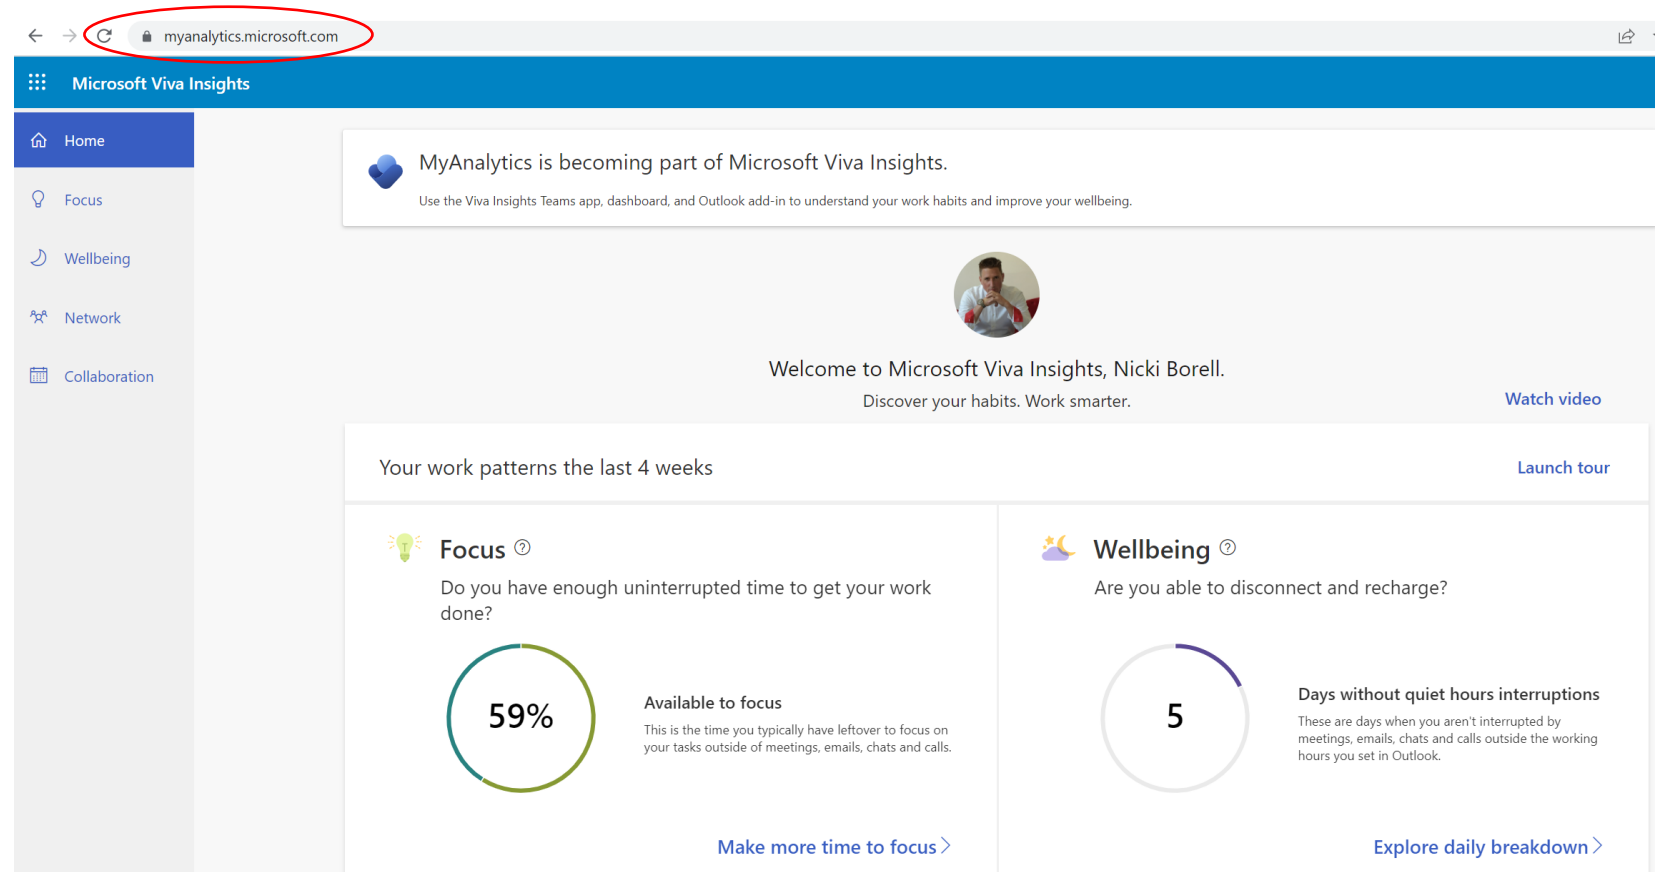 myanalytics.microsoft.com
Microsoft Viva Insights
Home
Focus
Wellbeing
Network
Collaboration
MyAnalytics is becoming part of Microsoft Viva Insights.
Use the Viva Insights Teams app, dashboard, and Outlook add-in to understand your work habits and improve your wellbeing.
Welcome to Microsoft Viva Insights, Nicki Borell.
Discover your habits. Work smarter.
Watch video
Your work patterns the last 4 weeks
Launch tour
Focus ?
Do you have enough uninterrupted time to get your work
done?
59%
Available to focus
This is the time you typically have leftover to focus on
your tasks outside of meetings, emails, chats and calls.
Make more time to focus
Wellbeing ?
Are you able to disconnect and recharge?
5
Days without quiet hours interruptions
These are days when you aren't interrupted by
meetings, emails, chats and calls outside the working
hours you set in Outlook.
Explore daily breakdown